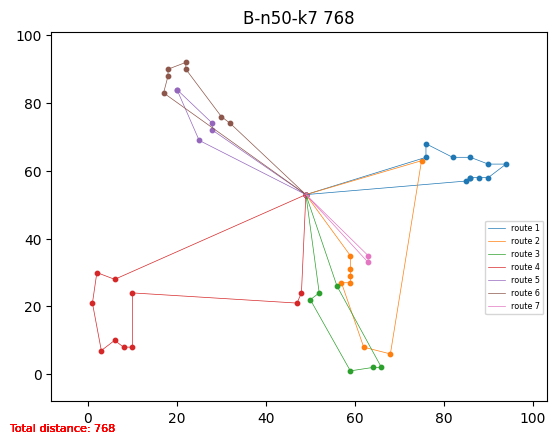 B-n50-k7 768
100
80
60
40
20
0
0 20 40 60 80 100
route 1
route 2
route 3
route 4
route 5
route 6
route 7
Total distance: 768